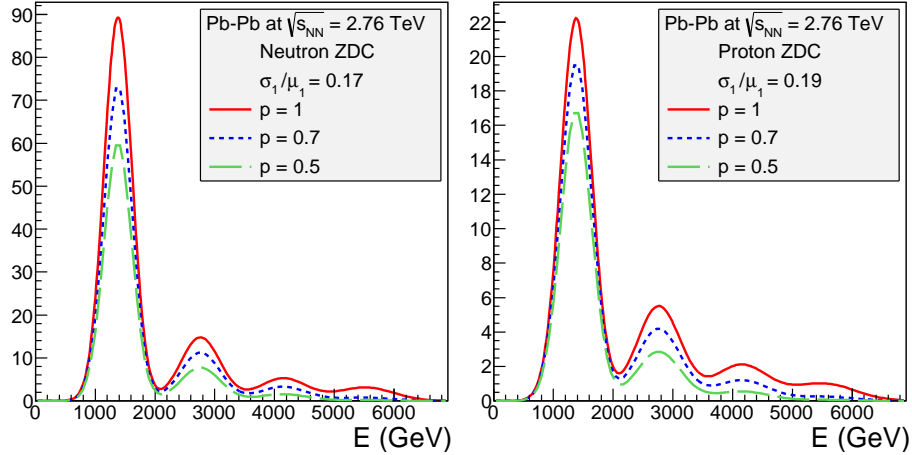 Pb-Pb at √s_NN = 2.76 TeV
Neutron ZDC
σ₁/μ₁ = 0.17
p = 1
p = 0.7
p = 0.5
90
80
70
60
50
40
30
20
10
0
0 1000 2000 3000 4000 5000 6000
E (GeV)
Pb-Pb at √s_NN = 2.76 TeV
Proton ZDC
σ₁/μ₁ = 0.19
p = 1
p = 0.7
p = 0.5
22
20
18
16
14
12
10
8
6
4
2
0
0 1000 2000 3000 4000 5000 6000
E (GeV)